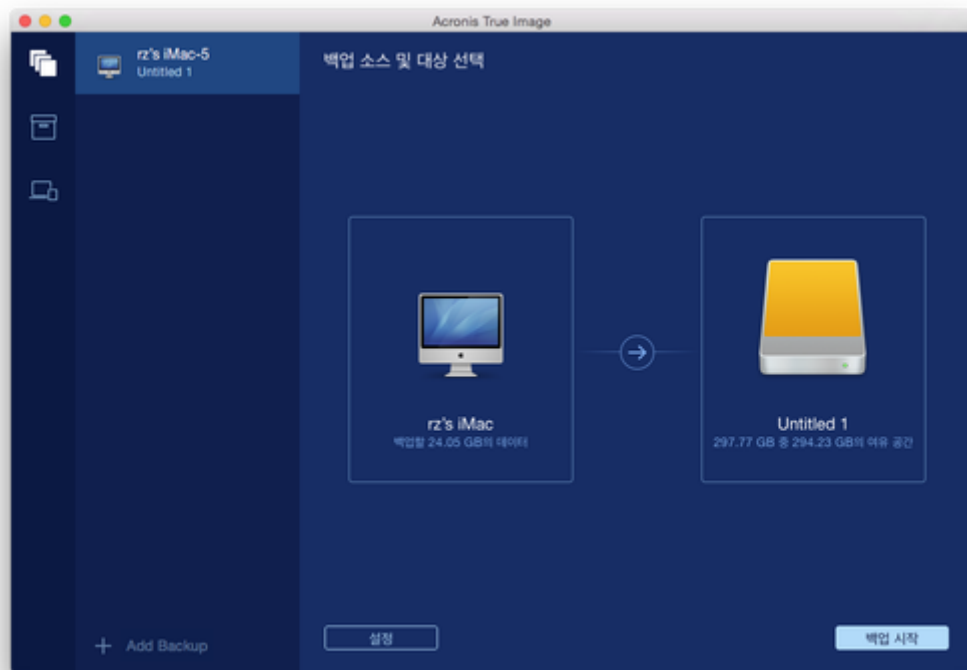 Acronis True Image
rz's iMac-5
Untitled 1
백업 소스 및 대상 선택
rz's iMac
백업할 24.05 GB의 데이터
Untitled 1
297.77 GB 중 294.23 GB의 여유 공간
Add Backup
설정
백업 시작